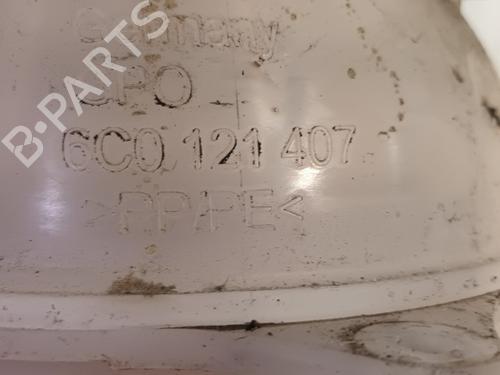 Germany
CPO
6C0 121 407
>PP/PE<
B-PARTS